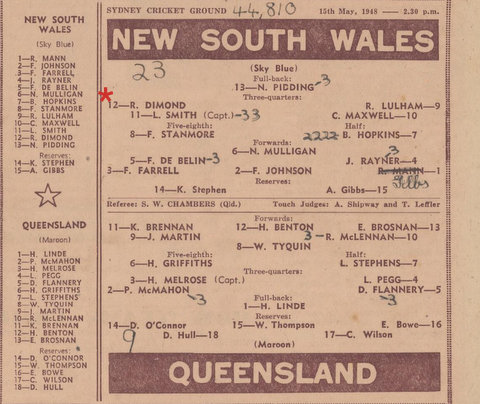 NEW SOUTH
WALES
(Sky Blue)
1—R. MANN
2—F. JOHNSON
3—F. FARRELL
4—J. RAYNER
5—F. DE BELIN
6—N. MULLIGAN
7—B. HOPKINS
8—F. STANMORE
9—R. LULHAM
10—C. MAXWELL
11—L. SMITH
12—R. DIMOND
13—N. PIDDING
Reserves:
14—K. STEPHEN
15—A. GIBBS
QUEENSLAND
(Maroon)
1—H. LINDE
2—P. McMAHON
3—H. MELROSE
4—L. PEGG
5—D. FLANNERY
6—H. GRIFFITHS
7—L. STEPHENS
8—W. TYQUIN
9—J. MARTIN
10—R. McLENNAN
11—K. BRENNAN
12—H. BENTON
13—E. BROSNAN
Reserves:
14—D. O'CONNOR
15—W. THOMPSON
16—E. BOWE
17—C. WILSON
18—D. HULL
SYDNEY CRICKET GROUND 44,810 15th May, 1948 — 2.30 p.m.
NEW SOUTH WALES
23 (Sky Blue)
Full-back:
13—N. PIDDING -3
Three-quarters:
* 12—R. DIMOND R. LULHAM—9
11—L. SMITH (Capt.) -33 C. MAXWELL—10
Five-eighth: Half:
8—F. STANMORE 2222 B. HOPKINS—7
Forwards:
6—N. MULLIGAN 3
5—F. DE BELIN -3 J. RAYNER—4
3—F. FARRELL 2—F. JOHNSON R. MANN—1
Gibbs
Reserves:
14—K. Stephen A. Gibbs—15
Referee: S. W. CHAMBERS (Qld.) Touch Judges: A. Shipway and T. Leffler
Forwards:
11—K. BRENNAN 12—H. BENTON E. BROSNAN—13
9—J. MARTIN 3 R. McLENNAN—10
8—W. TYQUIN
Five-eighth: Half:
6—H. GRIFFITHS L. STEPHENS—7
Three-quarters:
3—H. MELROSE (Capt.) L. PEGG—4
2—P. McMAHON D. FLANNERY—5
-3 Full-back: -3
1—H. LINDE
Reserves:
14—D. O'Connor 15—W. Thompson E. Bowe—16
9 D. Hull—18 17—C. Wilson
(Maroon)
QUEENSLAND